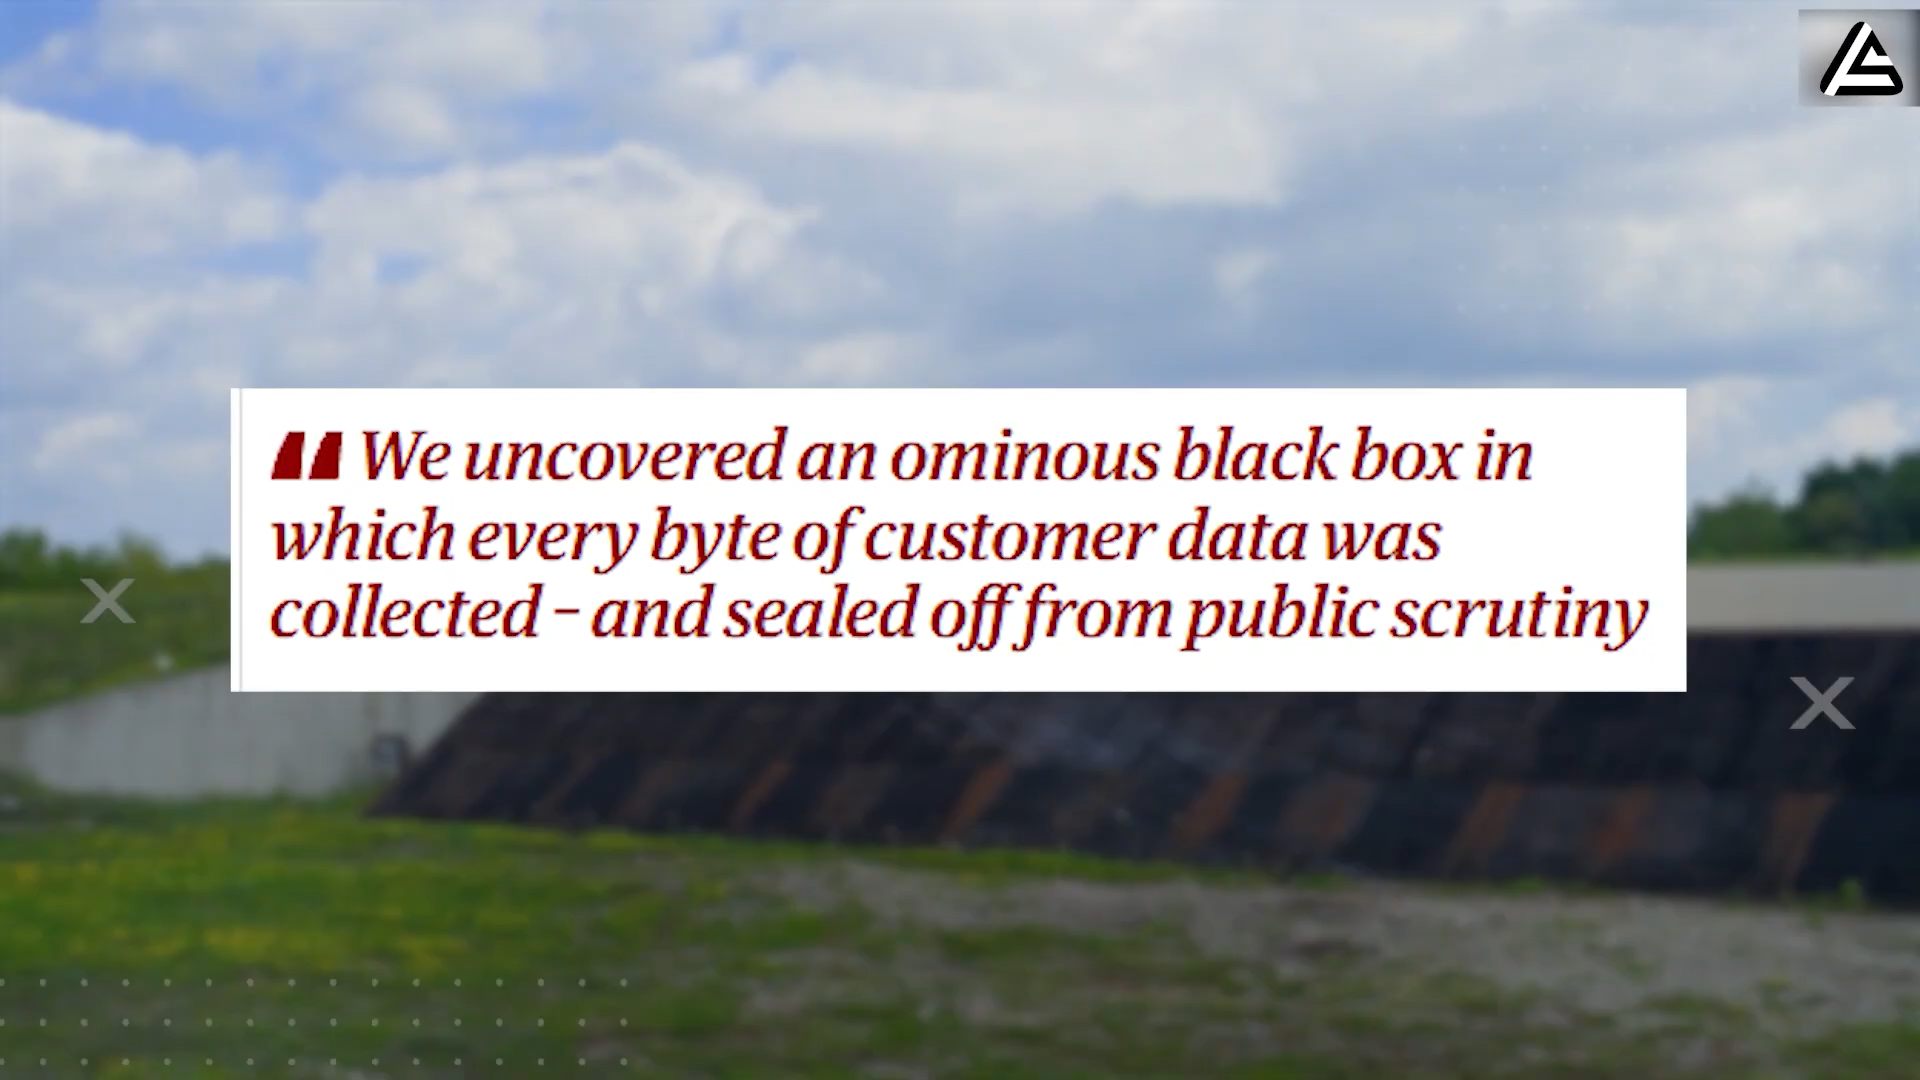 “ We uncovered an ominous black box in
which every byte of customer data was
collected – and sealed off from public scrutiny